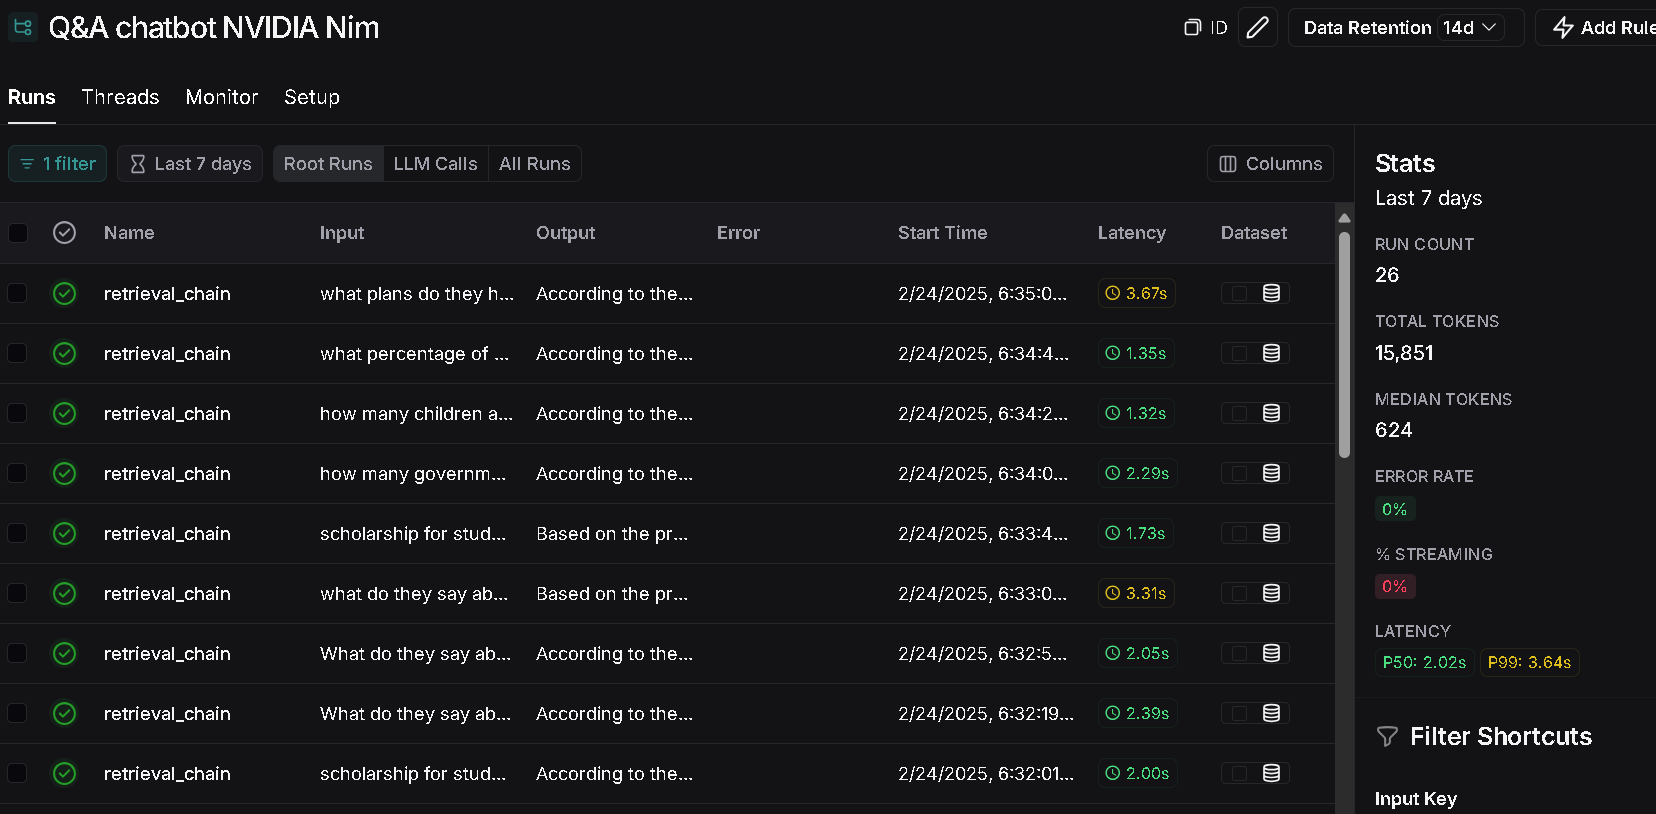 Q&A chatbot NVIDIA Nim
ID
Data Retention 14d
Add Rule
Runs Threads Monitor Setup
1 filter Last 7 days Root Runs LLM Calls All Runs Columns
Name Input Output Error Start Time Latency Dataset
retrieval_chain what plans do they h... According to the... 2/24/2025, 6:35:0... 3.67s
retrieval_chain what percentage of ... According to the... 2/24/2025, 6:34:4... 1.35s
retrieval_chain how many children a... According to the... 2/24/2025, 6:34:2... 1.32s
retrieval_chain how many governm... According to the... 2/24/2025, 6:34:0... 2.29s
retrieval_chain scholarship for stud... Based on the pr... 2/24/2025, 6:33:4... 1.73s
retrieval_chain what do they say ab... Based on the pr... 2/24/2025, 6:33:0... 3.31s
retrieval_chain What do they say ab... According to the... 2/24/2025, 6:32:5... 2.05s
retrieval_chain What do they say ab... According to the... 2/24/2025, 6:32:19... 2.39s
retrieval_chain scholarship for stud... According to the... 2/24/2025, 6:32:01... 2.00s
Stats
Last 7 days
RUN COUNT
26
TOTAL TOKENS
15,851
MEDIAN TOKENS
624
ERROR RATE
0%
% STREAMING
0%
LATENCY
P50: 2.02s P99: 3.64s
Filter Shortcuts
Input Key